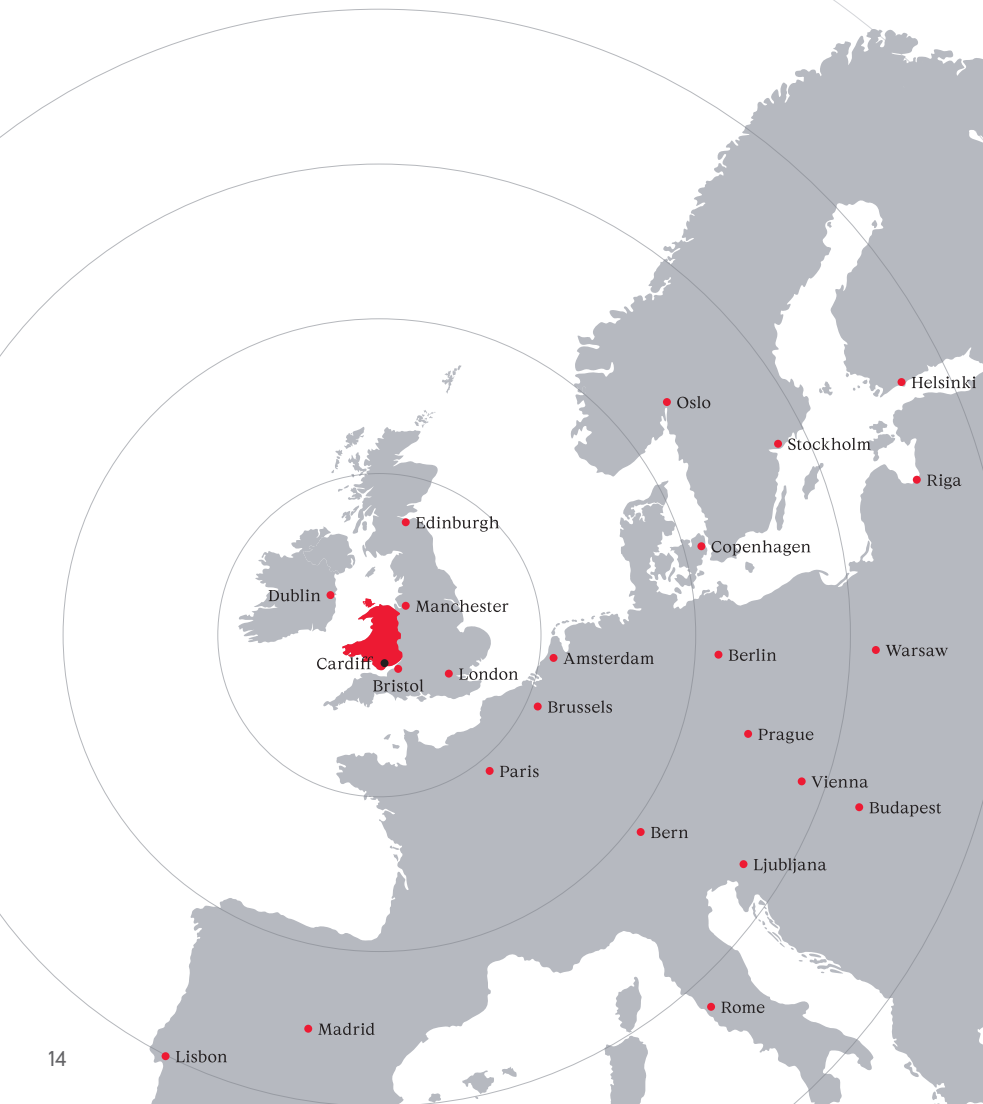 Helsinki
Oslo
Stockholm
Riga
Edinburgh
Copenhagen
Dublin
Manchester
Warsaw
Berlin
Amsterdam
Cardiff
London
Bristol
Brussels
Prague
Paris
Vienna
Budapest
Bern
Ljubljana
Rome
Madrid
Lisbon
14